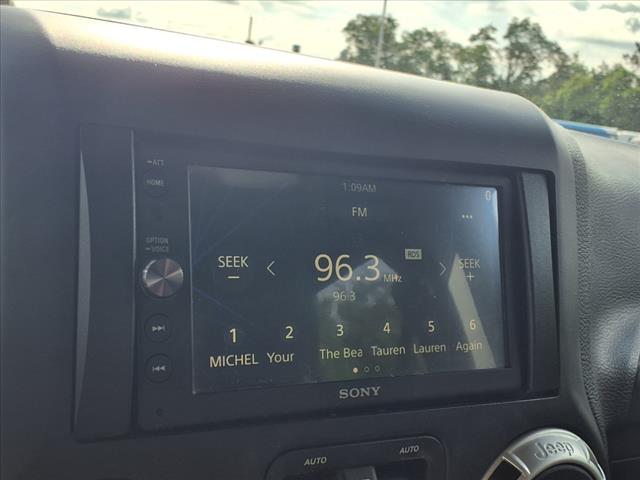 ATT
HOME
1:09AM
0
FM
•••
OPTION
VOICE
SEEK
–
<
96.3 MHz
RDS
>
SEEK
+
96.3
1 2 3 4 5 6
MICHEL Your The Bea Tauren Lauren Again
SONY
AUTO
AUTO
Jeep